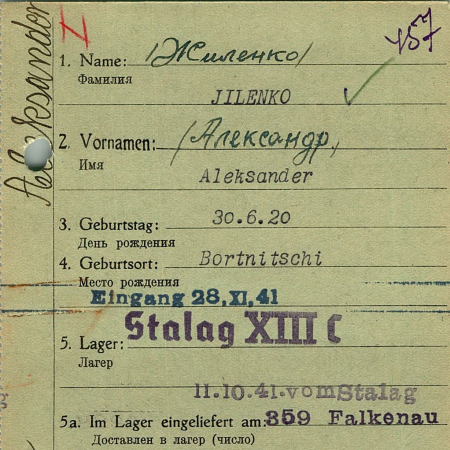 Aleksander
457
1. Name: /Жиленко/
Фамилия
JILENKO
2. Vornamen: /Александр/
Имя
Aleksander
3. Geburtstag: 30.6.20
День рождения
4. Geburtsort: Bortnitschi
Место рождения
Eingang 28.XI.41
Stalag XIII C
5. Lager:
Лагерь
11.10.41.vom Stalag
5a. Im Lager eingeliefert am: 359 Falkenau
Доставлен в лагерь (число)